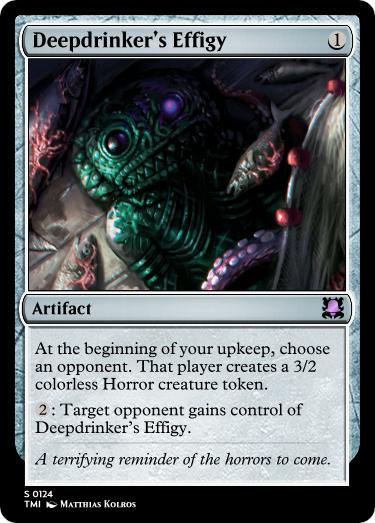 Deepdrinker's Effigy 1
Artifact
At the beginning of your upkeep, choose
an opponent. That player creates a 3/2
colorless Horror creature token.
2: Target opponent gains control of
Deepdrinker's Effigy.
A terrifying reminder of the horrors to come.
S 0124
TMI Matthias Kolros